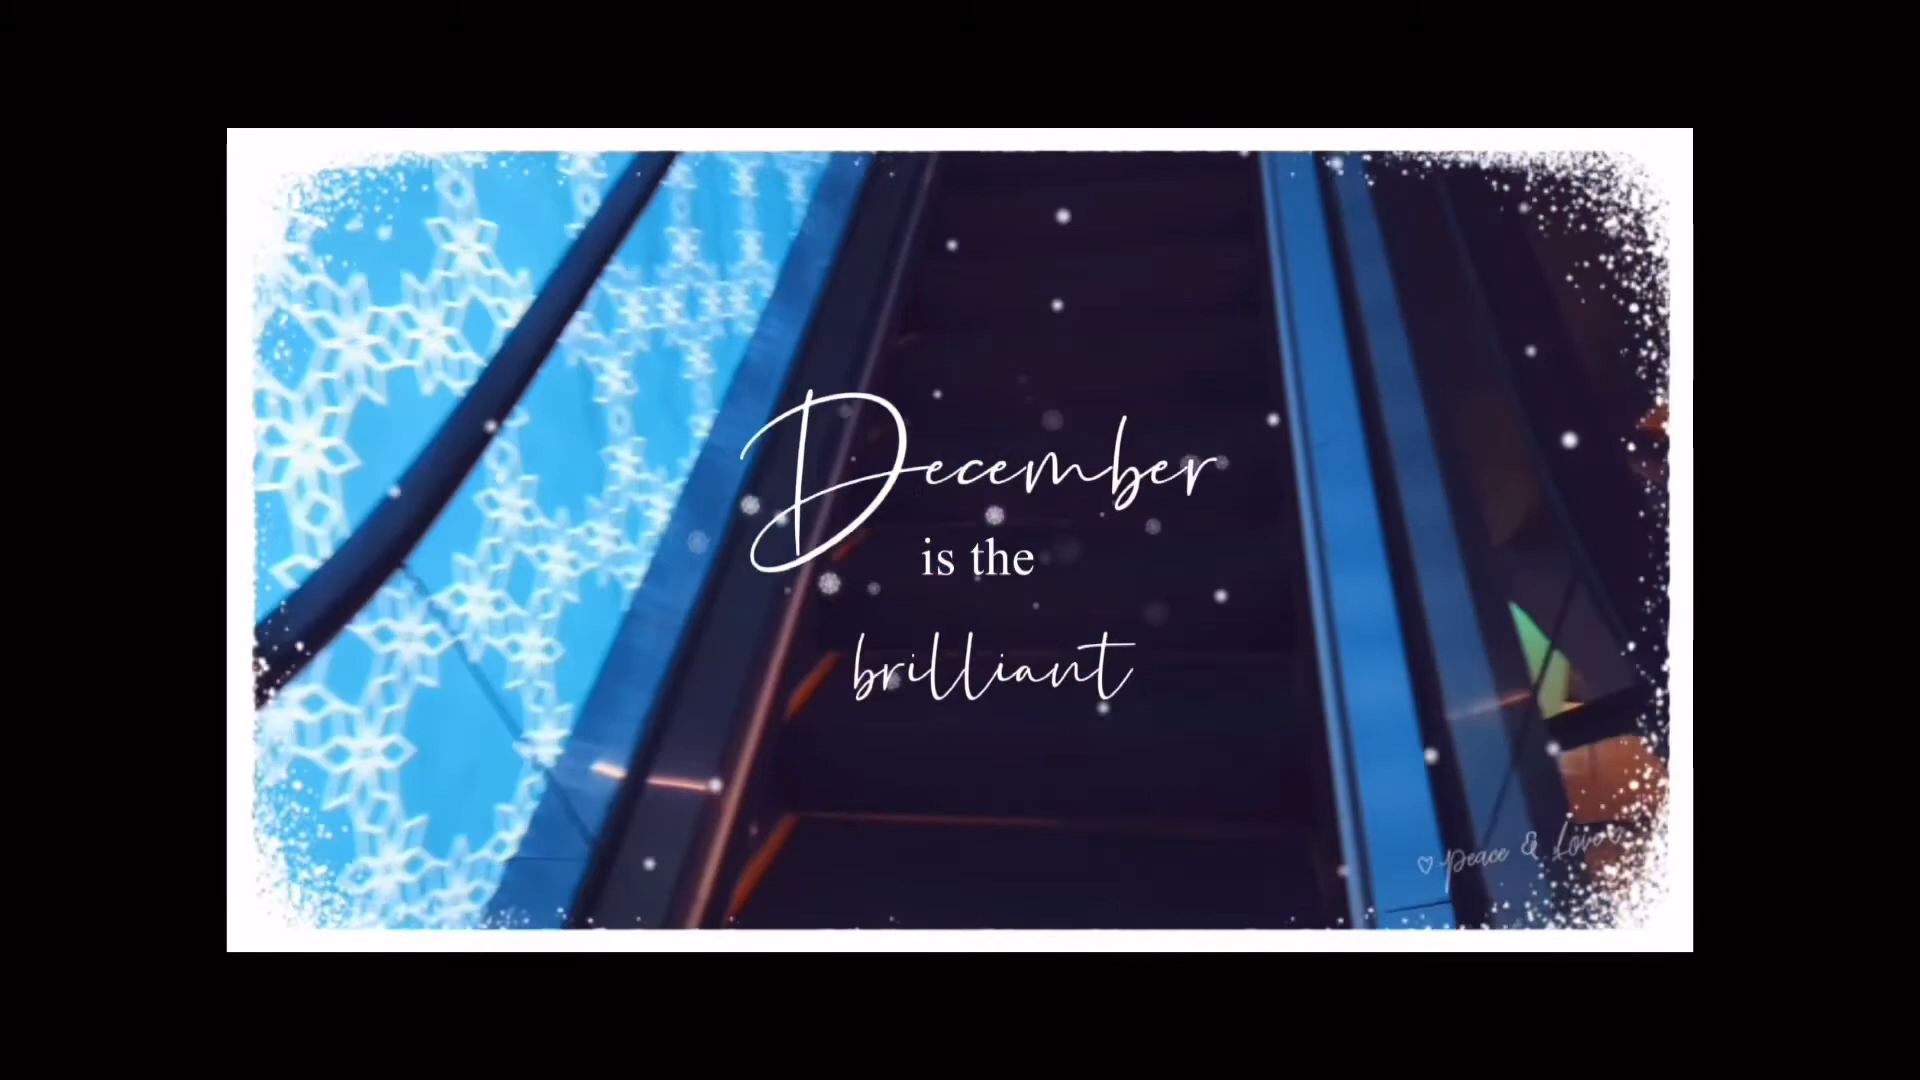 December
is the
brilliant
♡ peace & Love ♡